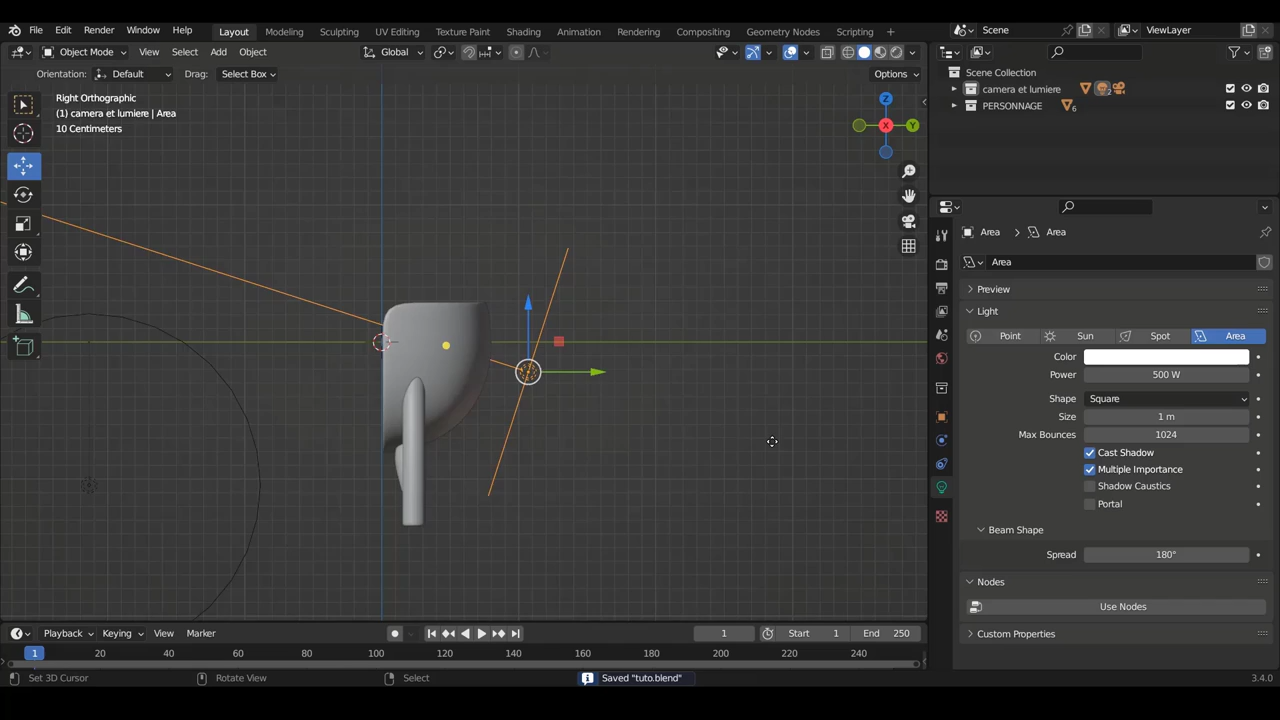 File Edit Render Window Help Layout Modeling Sculpting UV Editing Texture Paint Shading Animation Rendering Compositing Geometry Nodes Scripting + Scene ViewLayer
Object Mode View Select Add Object Global
Orientation: Default Drag: Select Box Options
Right Orthographic
(1) camera et lumiere | Area
10 Centimeters
Z
X
Y
Scene Collection
camera et lumiere 2
PERSONNAGE 6
Area > Area
Area
Preview
Light
Point Sun Spot Area
Color
Power 500 W
Shape Square
Size 1 m
Max Bounces 1024
Cast Shadow
Multiple Importance
Shadow Caustics
Portal
Beam Shape
Spread 180°
Nodes
Use Nodes
Custom Properties
Playback Keying View Marker 1 Start 1 End 250
1 20 40 60 80 100 120 140 160 180 200 220 240
Set 3D Cursor Rotate View Select Saved "tuto.blend" 3.4.0